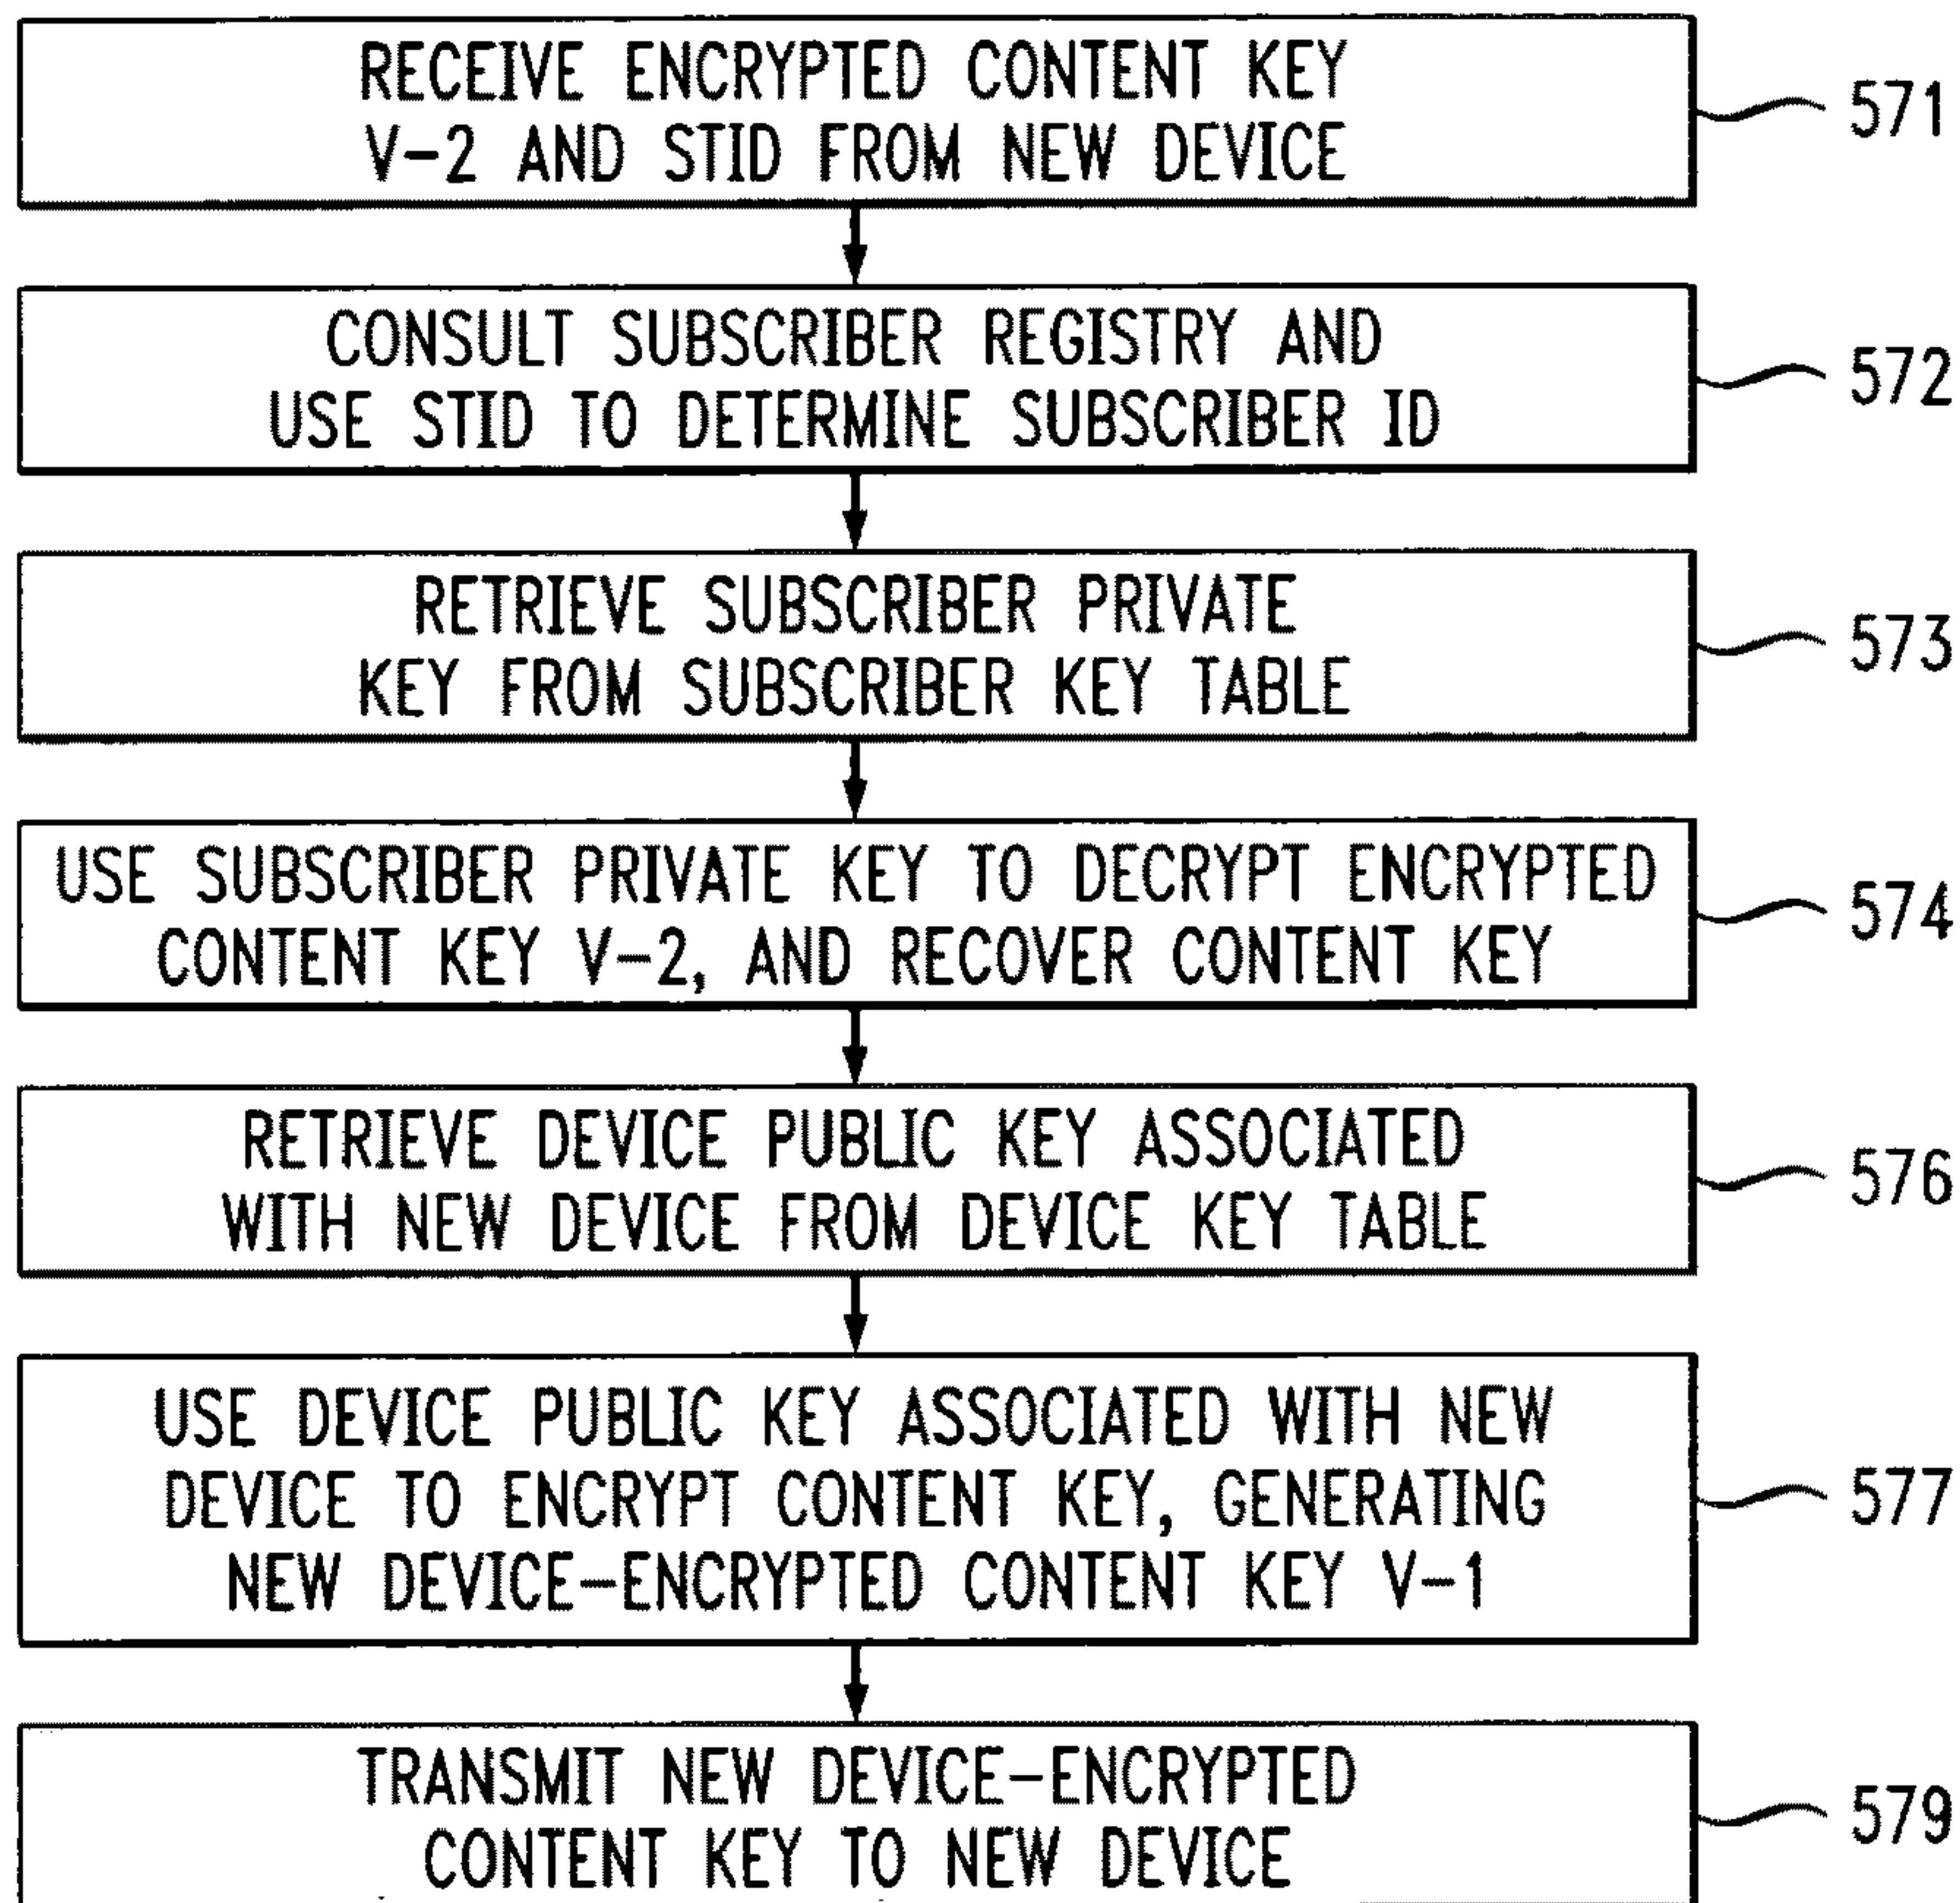 RECEIVE ENCRYPTED CONTENT KEY
V-2 AND STID FROM NEW DEVICE
571
CONSULT SUBSCRIBER REGISTRY AND
USE STID TO DETERMINE SUBSCRIBER ID
572
RETRIEVE SUBSCRIBER PRIVATE
KEY FROM SUBSCRIBER KEY TABLE
573
USE SUBSCRIBER PRIVATE KEY TO DECRYPT ENCRYPTED
CONTENT KEY V-2, AND RECOVER CONTENT KEY
574
RETRIEVE DEVICE PUBLIC KEY ASSOCIATED
WITH NEW DEVICE FROM DEVICE KEY TABLE
576
USE DEVICE PUBLIC KEY ASSOCIATED WITH NEW
DEVICE TO ENCRYPT CONTENT KEY, GENERATING
NEW DEVICE-ENCRYPTED CONTENT KEY V-1
577
TRANSMIT NEW DEVICE-ENCRYPTED
CONTENT KEY TO NEW DEVICE
579